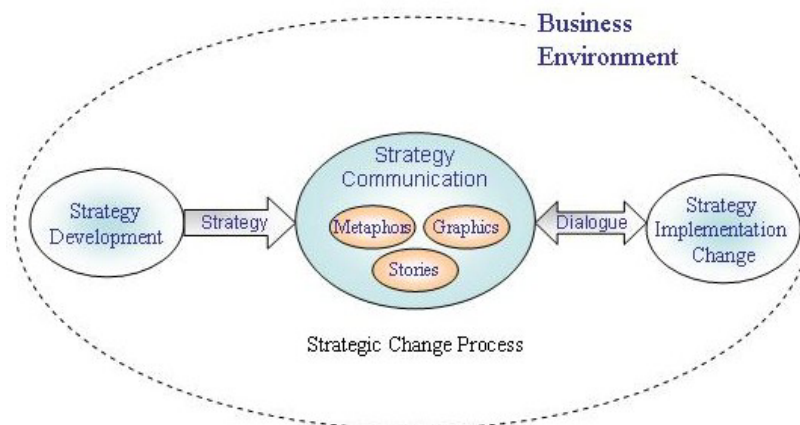 Business
Environment
Strategy
Development
Strategy
Strategy
Communication
Metaphors
Graphics
Stories
Dialogue
Strategy
Implementation
Change
Strategic Change Process